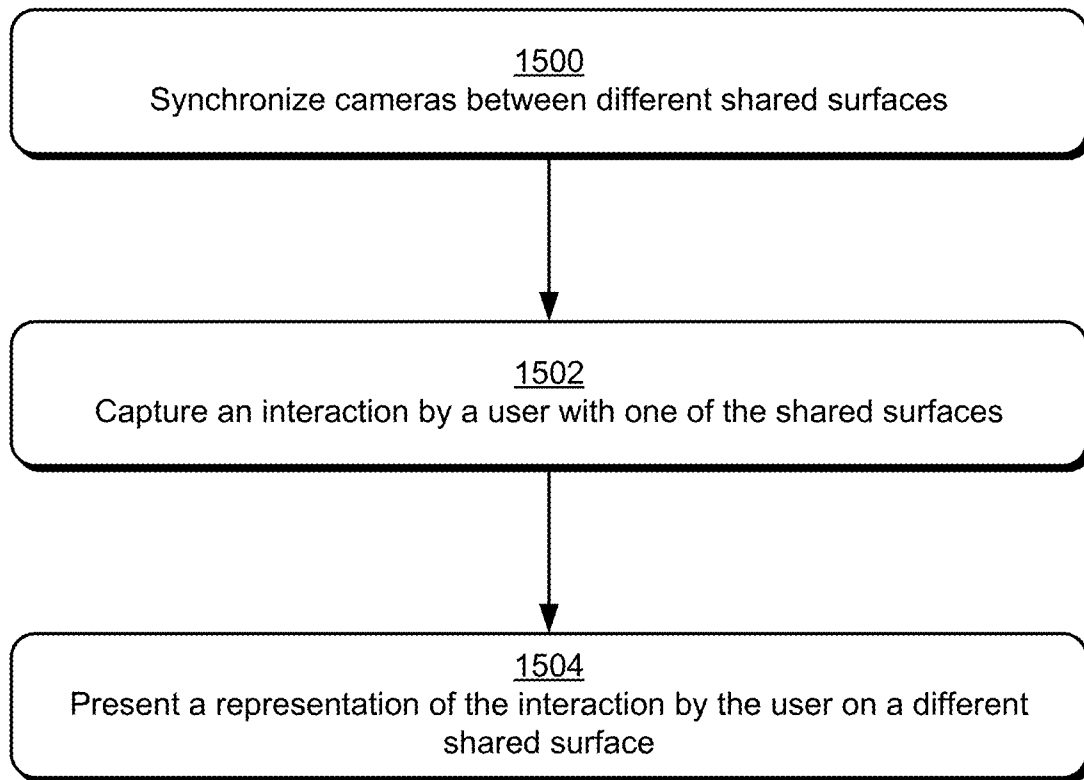 1500
Synchronize cameras between different shared surfaces
1502
Capture an interaction by a user with one of the shared surfaces
1504
Present a representation of the interaction by the user on a different
shared surface